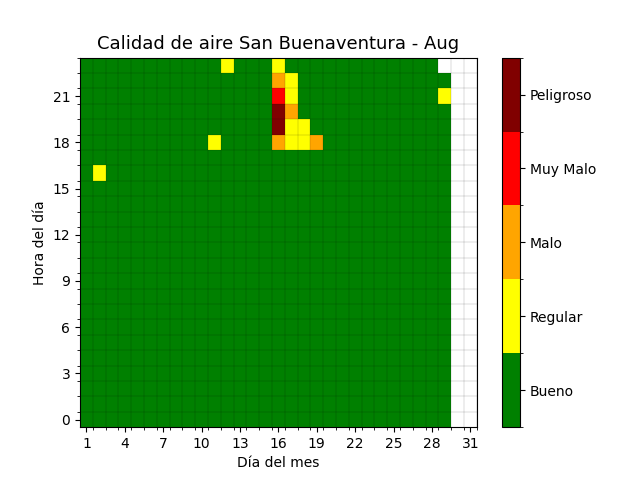 Calidad de aire San Buenaventura - Aug
Hora del día
21
18
15
12
9
6
3
0
1 4 7 10 13 16 19 22 25 28 31
Día del mes
Peligroso
Muy Malo
Malo
Regular
Bueno